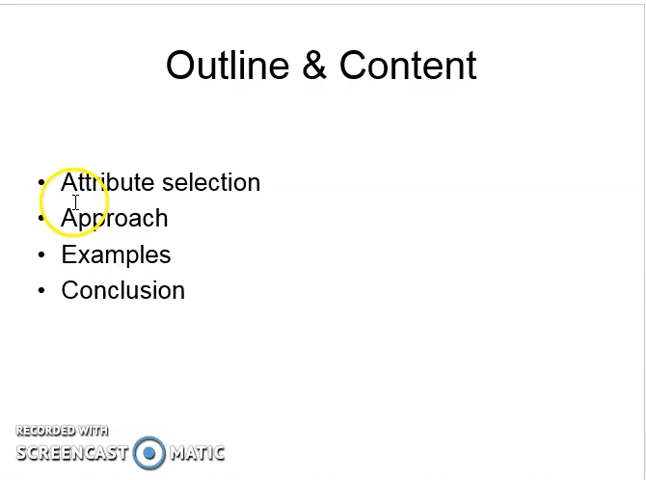 Outline & Content
• Attribute selection
• Approach
• Examples
• Conclusion
RECORDED WITH
SCREENCAST MATIC